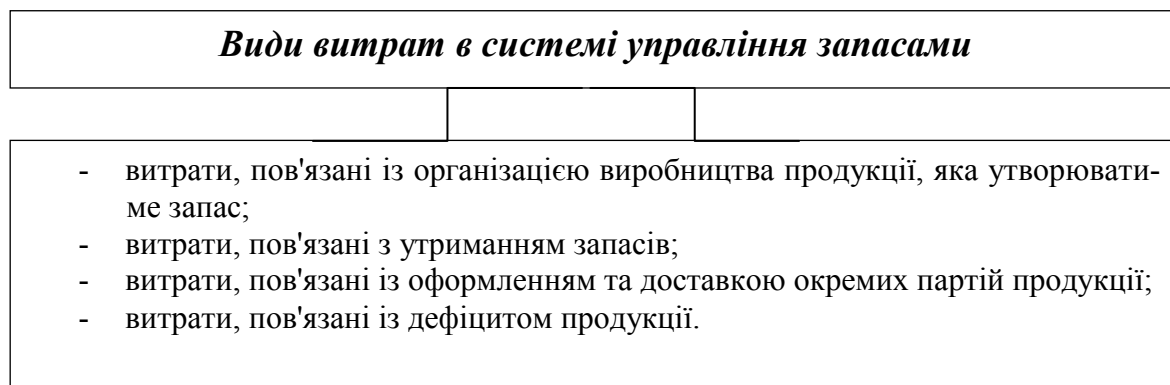 Види витрат в системі управління запасами
- витрати, пов'язані із організацією виробництва продукції, яка утворювати-
ме запас;
- витрати, пов'язані з утриманням запасів;
- витрати, пов'язані із оформленням та доставкою окремих партій продукції;
- витрати, пов'язані із дефіцитом продукції.